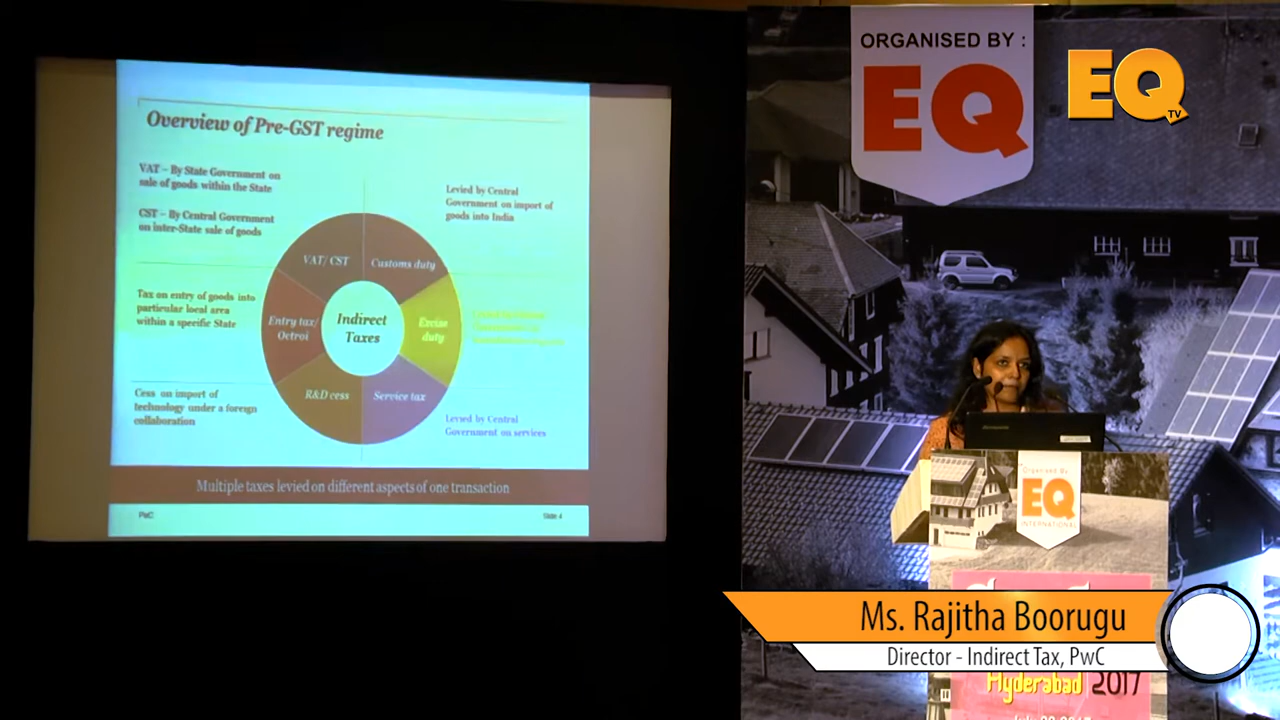 Overview of Pre-GST regime
VAT – By State Government on
sale of goods within the State
CST – By Central Government
on inter-State sale of goods
Tax on entry of goods into
particular local area
within a specific State
Cess on import of
technology under a foreign
collaboration
VAT/ CST
Customs duty
Entry tax/
Octroi
Indirect
Taxes
Excise
duty
R&D cess
Service tax
Levied by Central
Government on import of
goods into India
Levied by Central
Government on services
Multiple taxes levied on different aspects of one transaction
PwC
Slide 4
ORGANISED BY :
EQ
EQ
TV
Organised By
EQ
INTERNATIONAL
Ms. Rajitha Boorugu
Director - Indirect Tax, PwC
Hyderabad 2017